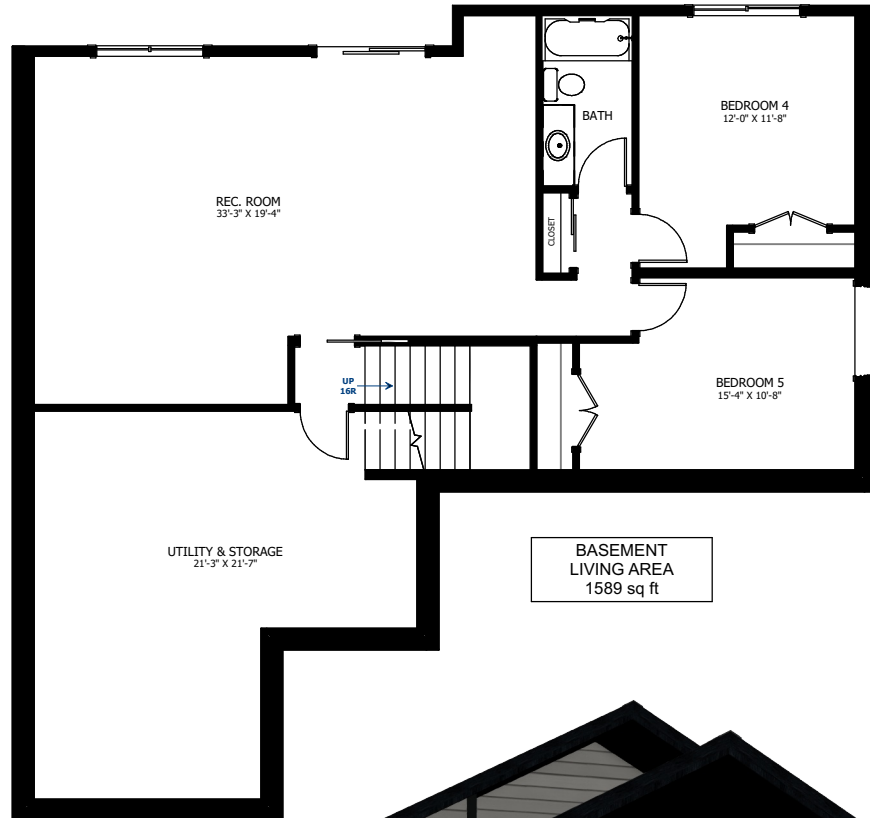 BATH
BEDROOM 4
12'-0" X 11'-8"
REC. ROOM
33'-3" X 19'-4"
CLOSET
UP
16R
BEDROOM 5
15'-4" X 10'-8"
UTILITY & STORAGE
21'-3" X 21'-7"
BASEMENT
LIVING AREA
1589 sq ft